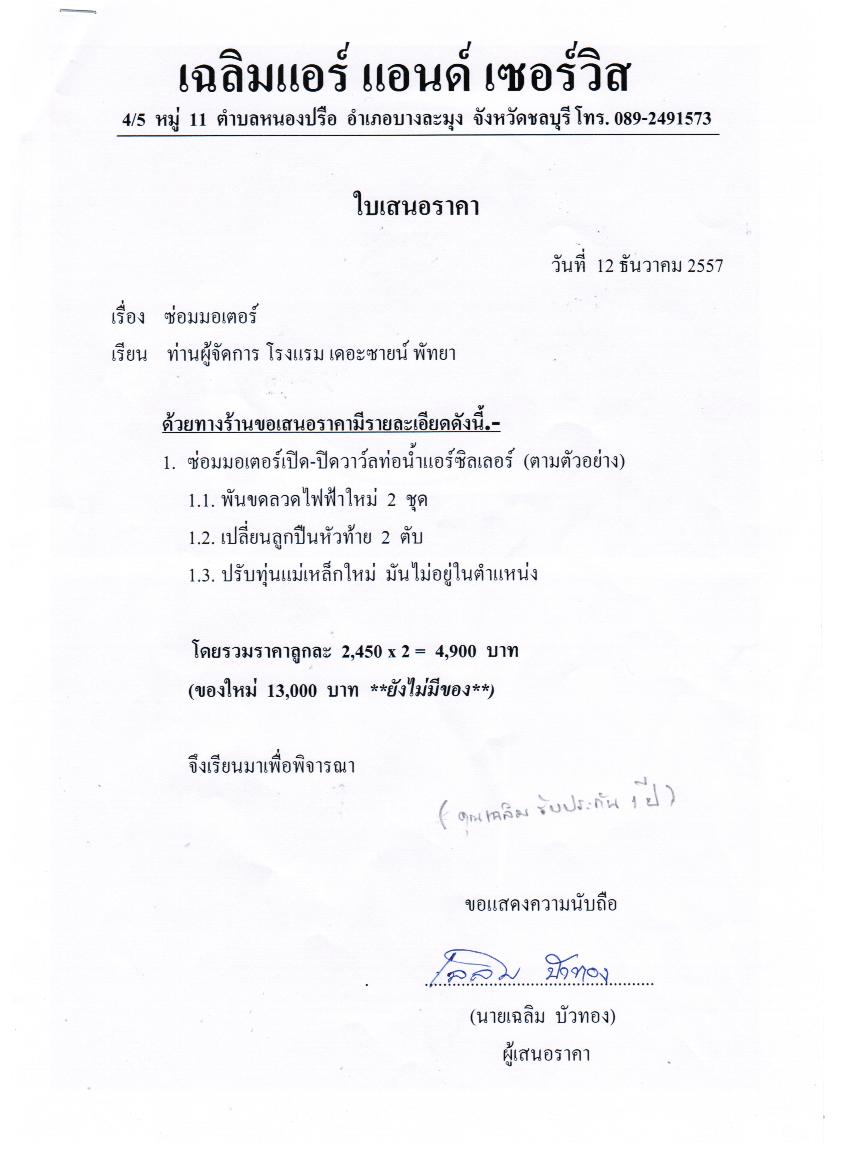 เฉลิมแอร์ แอนด์ เซอร์วิส
4/5 หมู่ 11 ตำบลหนองปรือ อำเภอบางละมุง จังหวัดชลบุรี โทร. 089-2491573
ใบเสนอราคา
วันที่ 12 ธันวาคม 2557
เรื่อง ซ่อมมอเตอร์
เรียน ท่านผู้จัดการ โรงแรม เดอะซายน์ พัทยา
ด้วยทางร้านขอเสนอราคามีรายละเอียดดังนี้.-
1. ซ่อมมอเตอร์เปิด-ปิดวาว์ลท่อน้ำแอร์ซิลเลอร์ (ตามตัวอย่าง)
1.1. พันขดลวดไฟฟ้าใหม่ 2 ชุด
1.2. เปลี่ยนลูกปืนหัวท้าย 2 ตับ
1.3. ปรับทุ่นแม่เหล็กใหม่ มันไม่อยู่ในตำแหน่ง
โดยรวมราคาลูกละ 2,450 x 2 = 4,900 บาท
(ของใหม่ 13,000 บาท **ยังไม่มีของ**)
จึงเรียนมาเพื่อพิจารณา
(คุณเฉลิม รับประกัน 1 ปี)
ขอแสดงความนับถือ
เฉลิม บัวทอง
(นายเฉลิม บัวทอง)
ผู้เสนอราคา